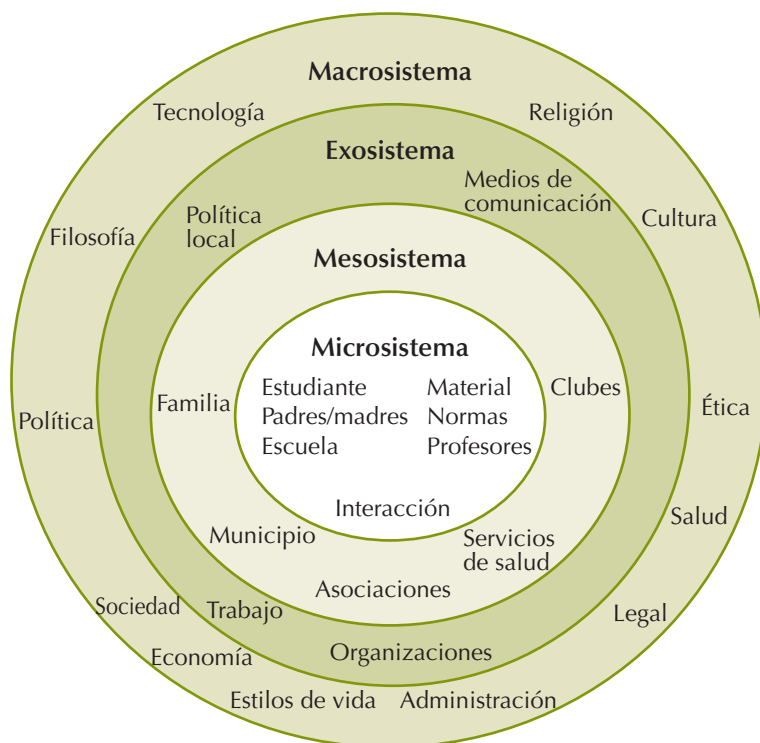 Macrosistema
Tecnología
Religión
Exosistema
Medios de
comunicación
Política
local
Cultura
Filosofía
Mesosistema
Microsistema
Estudiante
Padres/madres
Escuela
Material
Normas
Profesores
Familia
Clubes
Política
Ética
Interacción
Municipio
Servicios
de salud
Salud
Asociaciones
Sociedad
Trabajo
Legal
Economía
Organizaciones
Estilos de vida
Administración